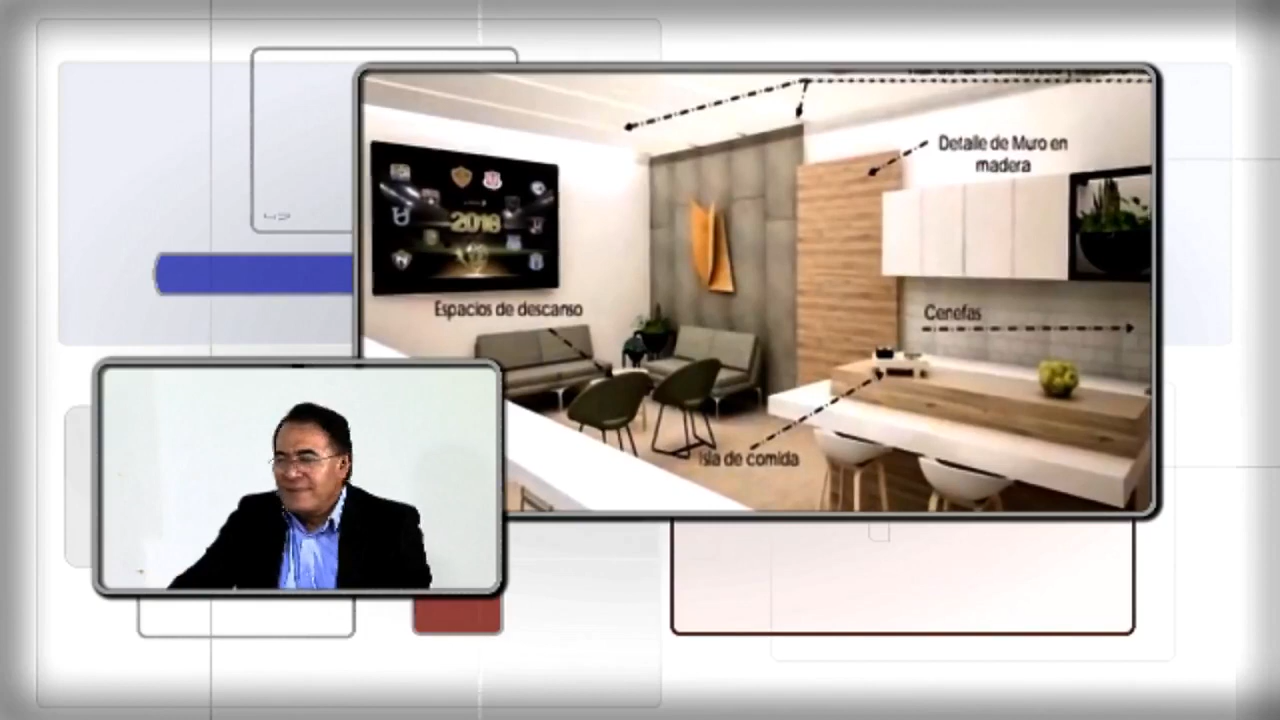 Detalle de Muro en
madera
2018
Espacios de descanso
Cenefas
Isla de comida